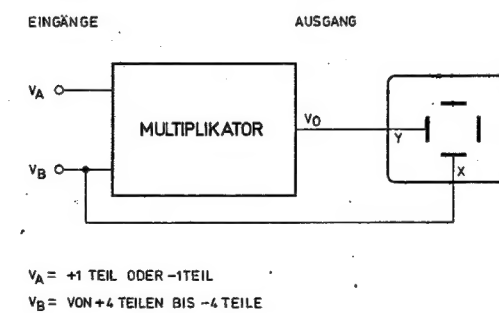 EINGÄNGE
AUSGANG
VA
MULTIPLIKATOR
VO
Y
VB
X
VA = +1 TEIL ODER -1TEIL
VB = VON +4 TEILEN BIS -4 TEILE